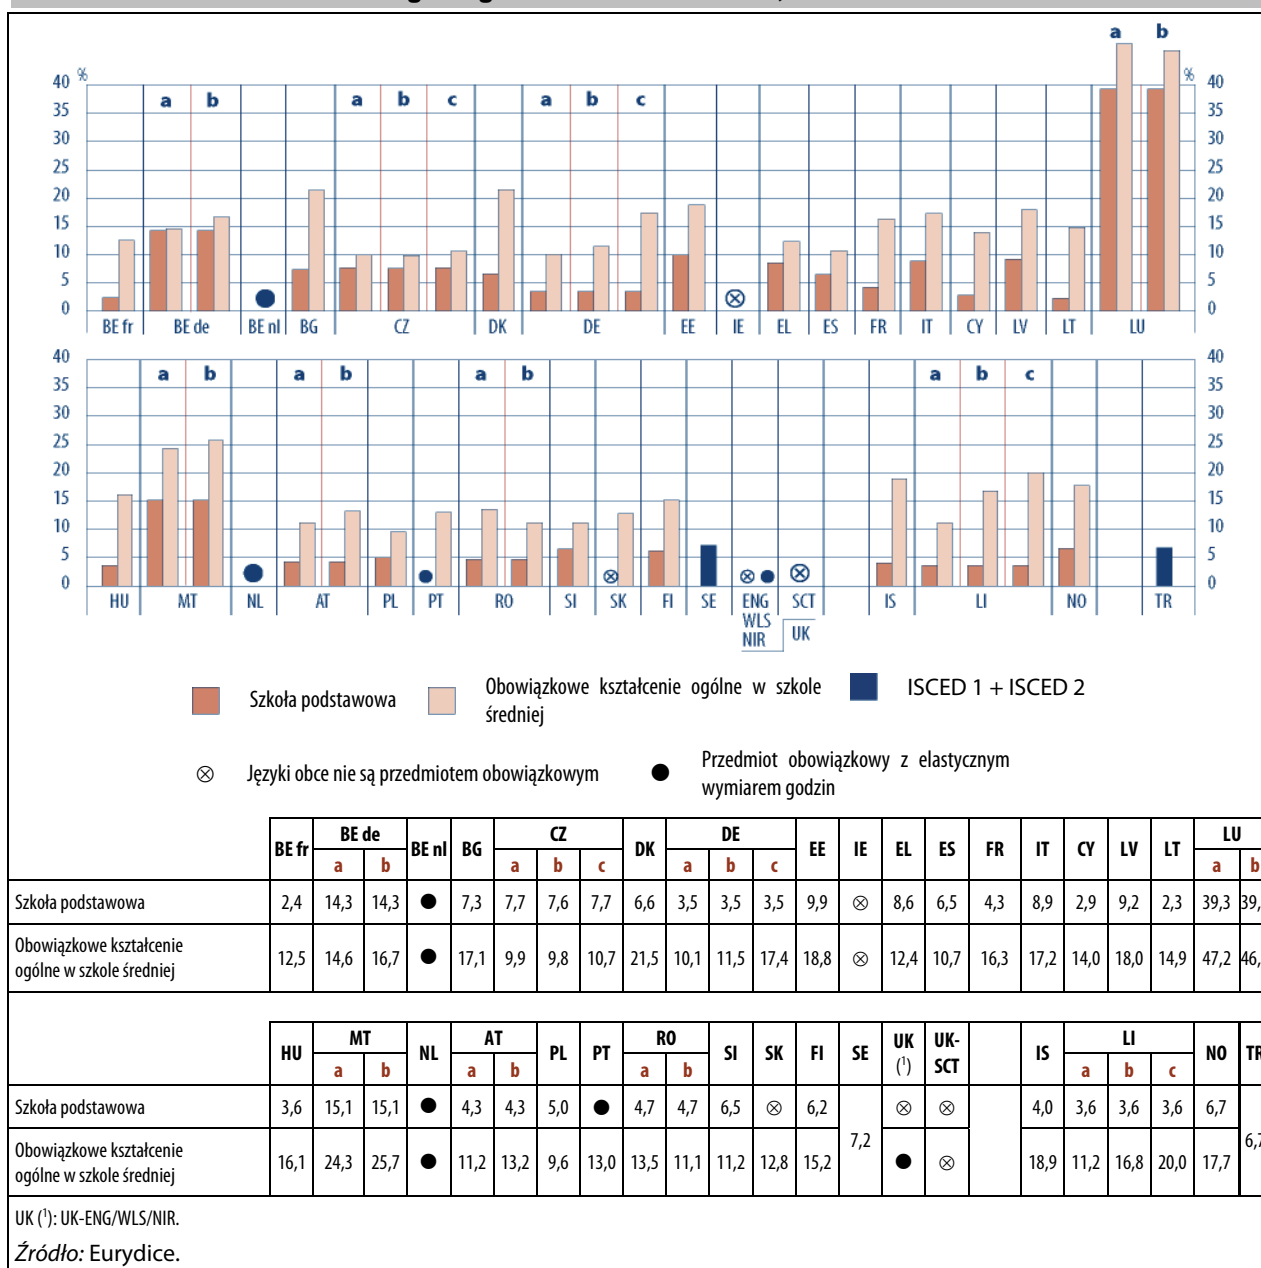 a b
40 % a b a b c a b c % 40
35 35
30 30
25 25
20 20
15 15
10 10
5 5
0 0
BE fr BE de BE nl BG CZ DK DE EE IE EL ES FR IT CY LV LT LU
40 40
a b a b a b a b c
35 35
30 30
25 25
20 20
15 15
10 10
5 5
0 0
HU MT NL AT PL PT RO SI SK FI SE ENG SCT IS LI NO TR
WLS
NIR UK
Szkoła podstawowa
Obowiązkowe kształcenie ogólne w szkole
średniej
ISCED 1 + ISCED 2
⊗ Języki obce nie są przedmiotem obowiązkowym
● Przedmiot obowiązkowy z elastycznym
wymiarem godzin
BE fr BE de BE nl BG CZ DK DE EE IE EL ES FR IT CY LV LT LU
a b a b c a b c a b
Szkoła podstawowa 2,4 14,3 14,3 ● 7,3 7,7 7,6 7,7 6,6 3,5 3,5 3,5 9,9 ⊗ 8,6 6,5 4,3 8,9 2,9 9,2 2,3 39,3 39,
Obowiązkowe kształcenie
ogólne w szkole średniej 12,5 14,6 16,7 ● 17,1 9,9 9,8 10,7 21,5 10,1 11,5 17,4 18,8 ⊗ 12,4 10,7 16,3 17,2 14,0 18,0 14,9 47,2 46,
HU MT NL AT PL PT RO SI SK FI SE UK (1) UK-SCT IS LI NO TR
a b a b a b a b c
Szkoła podstawowa 3,6 15,1 15,1 ● 4,3 4,3 5,0 ● 4,7 4,7 6,5 ⊗ 6,2 7,2 ⊗ ⊗ 4,0 3,6 3,6 3,6 6,7 6,7
Obowiązkowe kształcenie
ogólne w szkole średniej 16,1 24,3 25,7 ● 11,2 13,2 9,6 13,0 13,5 11,1 11,2 12,8 15,2 ● ⊗ 18,9 11,2 16,8 20,0 17,7
UK (1): UK-ENG/WLS/NIR.
Źródło: Eurydice.